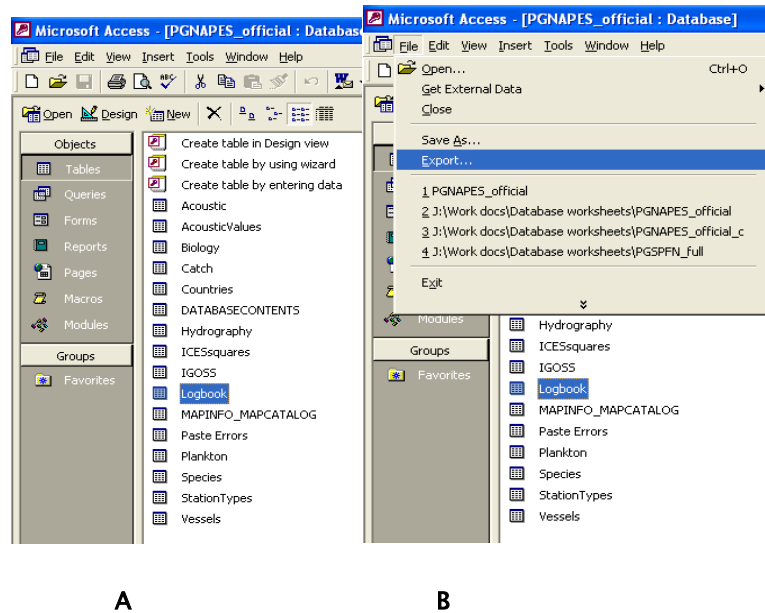 Microsoft Access - [PGNAPES_official : Databas
File Edit View Insert Tools Window Help
Open Design New
Objects
Tables
Queries
Forms
Reports
Pages
Macros
Modules
Groups
Favorites
Create table in Design view
Create table by using wizard
Create table by entering data
Acoustic
AcousticValues
Biology
Catch
Countries
DATABASECONTENTS
Hydrography
ICESsquares
IGOSS
Logbook
MAPINFO_MAPCATALOG
Paste Errors
Plankton
Species
StationTypes
Vessels
A
Microsoft Access - [PGNAPES_official : Database]
File Edit View Insert Tools Window Help
Open... Ctrl+O
Get External Data
Close
Save As...
Export...
1 PGNAPES_official
2 J:\Work docs\Database worksheets\PGNAPES_official
3 J:\Work docs\Database worksheets\PGNAPES_official_c
4 J:\Work docs\Database worksheets\PGSPFN_full
Exit
Modules
Groups
Favorites
Hydrography
ICESsquares
IGOSS
Logbook
MAPINFO_MAPCATALOG
Paste Errors
Plankton
Species
StationTypes
Vessels
B